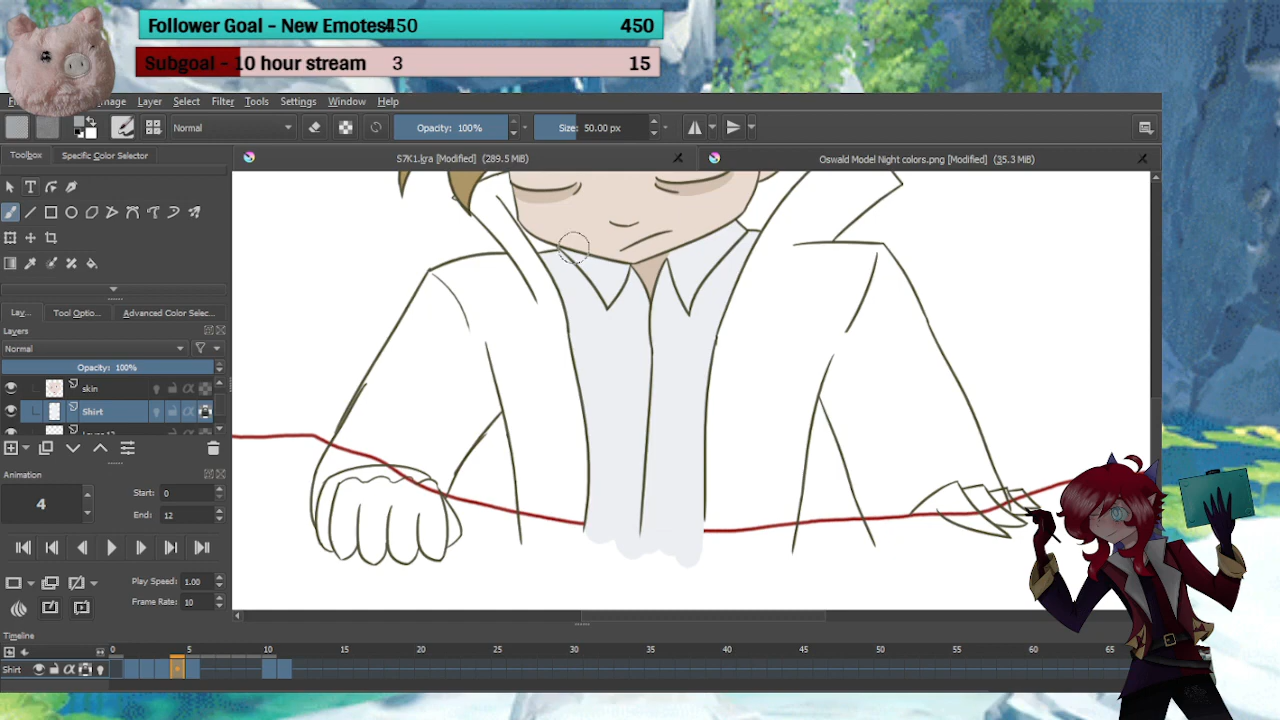 Follower Goal - New Emotes! 450 450
Subgoal - 10 hour stream 3 15
Image Layer Select Filter Tools Settings Window Help
Normal Opacity: 100% Size: 50.00 px
Toolbox Specific Color Selector
S7K1.kra [Modified] (289.5 MiB) Oswald Model Night colors.png [Modified] (35.3 MiB)
Lay... Tool Optio... Advanced Color Selec...
Layers
Normal
Opacity: 100%
skin
Shirt
Animation
4 Start: 0
End: 12
Play Speed: 1.00
Frame Rate: 10
Timeline
0 5 10 15 20 25 30 35 40 45 50 55 60 65
Shirt